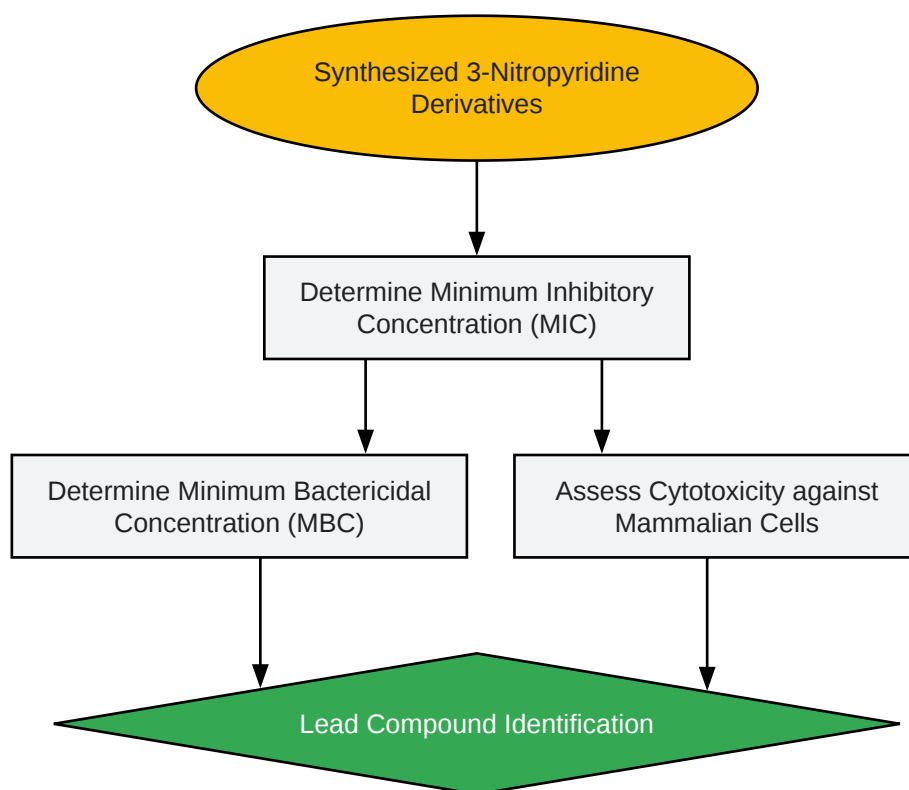 Synthesized 3-Nitropyridine
Derivatives
Determine Minimum Inhibitory
Concentration (MIC)
Determine Minimum Bactericidal
Concentration (MBC)
Assess Cytotoxicity against
Mammalian Cells
Lead Compound Identification